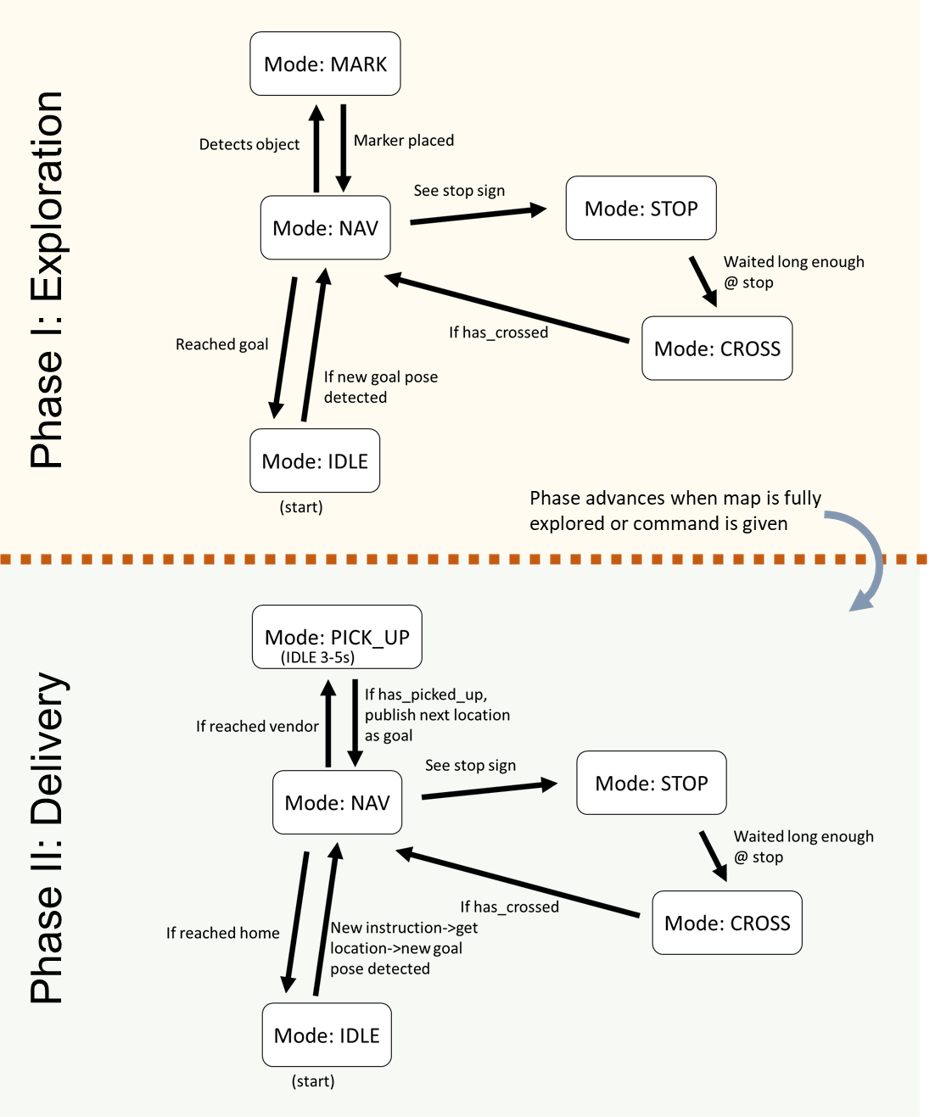 Phase I: Exploration
Mode: MARK
Detects object
Marker placed
Mode: NAV
See stop sign
Mode: STOP
Waited long enough
@ stop
Mode: CROSS
If has_crossed
Reached goal
If new goal pose
detected
Mode: IDLE
(start)
Phase advances when map is fully
explored or command is given
Phase II: Delivery
Mode: PICK_UP
(IDLE 3-5s)
If reached vendor
If has_picked_up,
publish next location
as goal
Mode: NAV
See stop sign
Mode: STOP
Waited long enough
@ stop
Mode: CROSS
If has_crossed
If reached home
New instruction->get
location->new goal
pose detected
Mode: IDLE
(start)